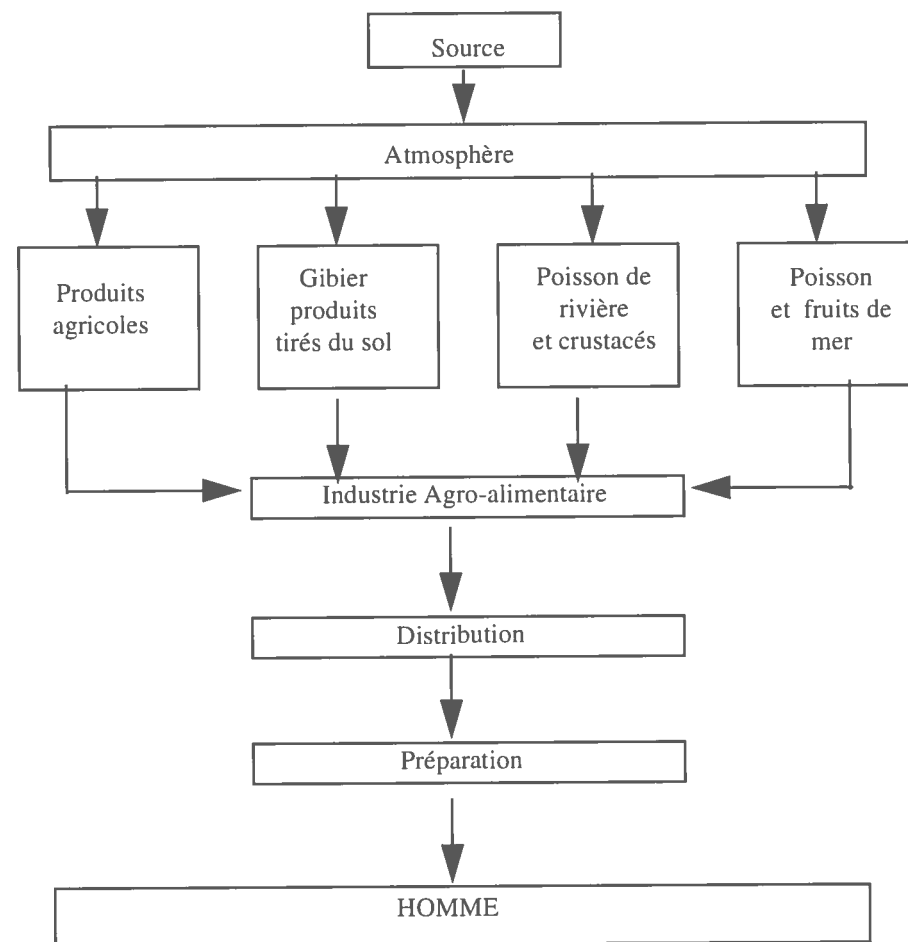 Source
Atmosphère
Produits
agricoles
Gibier
produits
tirés du sol
Poisson de
rivière
et crustacés
Poisson
et fruits de
mer
Industrie Agro-alimentaire
Distribution
Préparation
HOMME